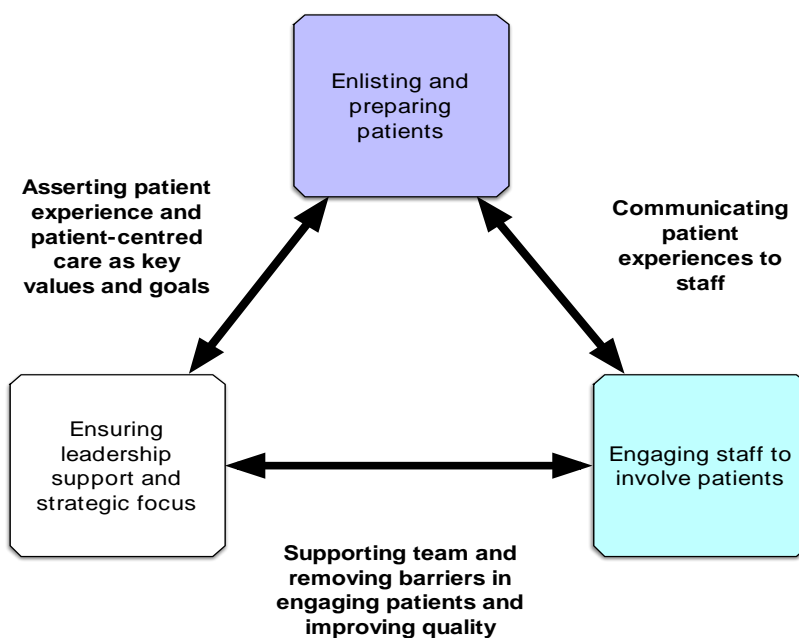 Enlisting and
preparing
patients
Asserting patient
experience and
patient-centred
care as key
values and goals
Communicating
patient
experiences to
staff
Ensuring
leadership
support and
strategic focus
Engaging staff to
involve patients
Supporting team and
removing barriers in
engaging patients and
improving quality